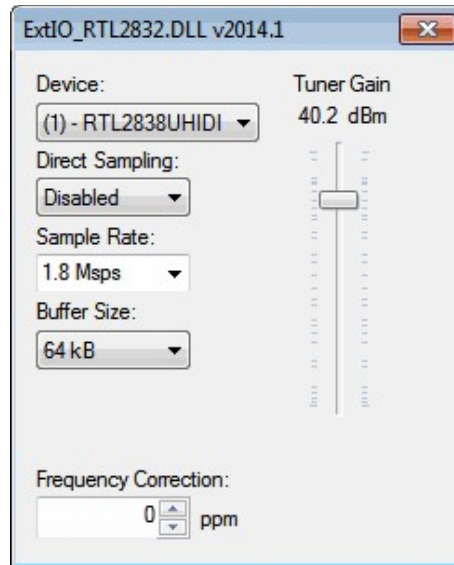 ExtIO_RTL2832.DLL v2014.1
Device:
(1) - RTL2838UHIDI
Direct Sampling:
Disabled
Sample Rate:
1.8 Msps
Buffer Size:
64 kB
Tuner Gain
40.2 dBm
Frequency Correction:
0 ppm